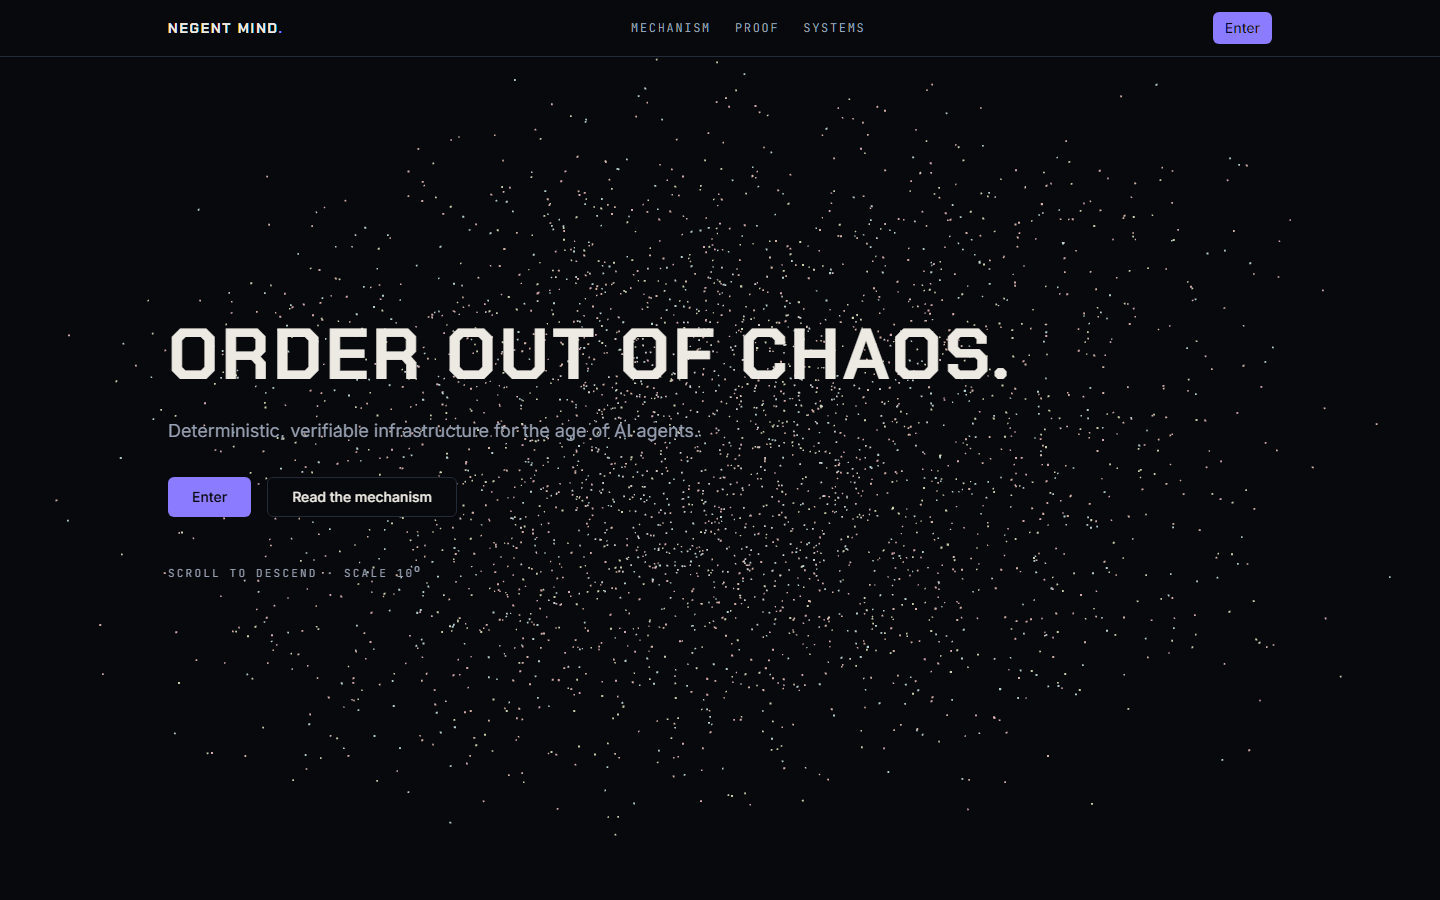 NEGENT MIND.
MECHANISM PROOF SYSTEMS
Enter
ORDER OUT OF CHAOS.
Deterministic, verifiable infrastructure for the age of AI agents.
Enter
Read the mechanism
SCROLL TO DESCEND · SCALE 10⁰